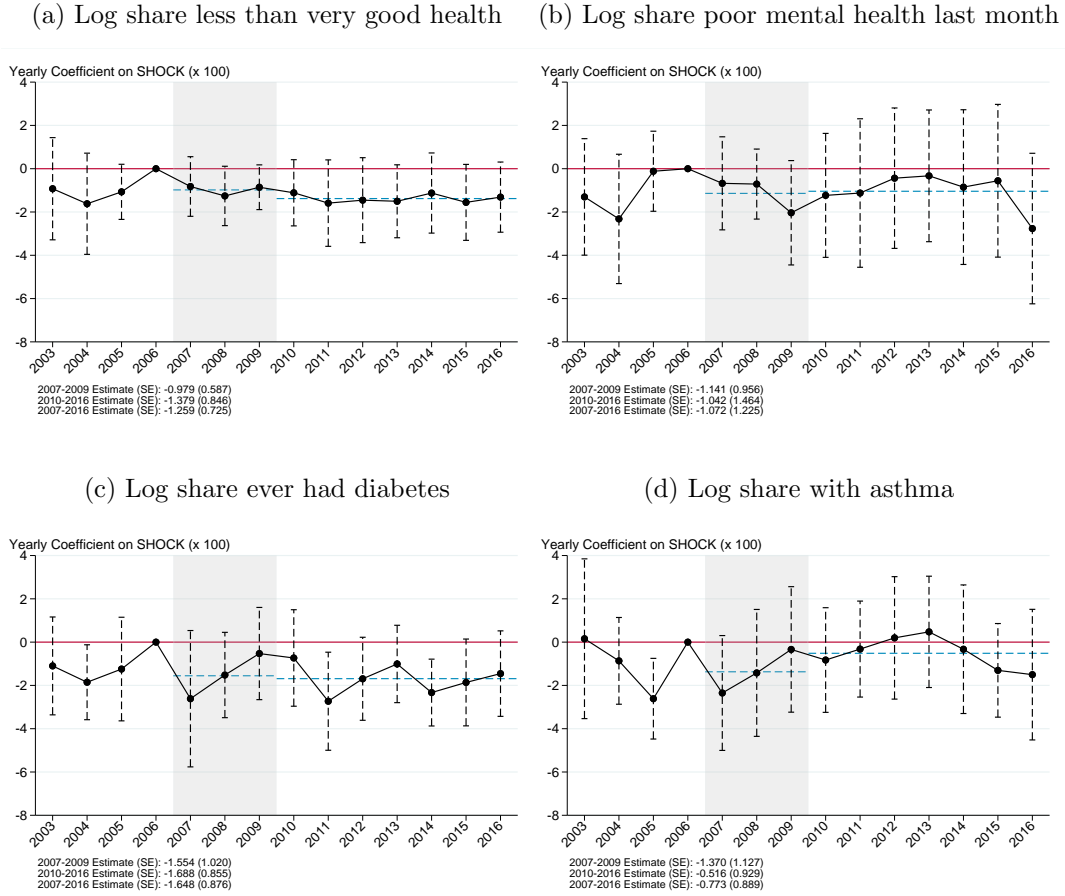 (a) Log share less than very good health
Yearly Coefficient on SHOCK (x 100)
4
2
0
-2
-4
-6
-8
2003 2004 2005 2006 2007 2008 2009 2010 2011 2012 2013 2014 2015 2016
2007-2009 Estimate (SE): -0.979 (0.587)
2010-2016 Estimate (SE): -1.379 (0.846)
2007-2016 Estimate (SE): -1.259 (0.725)
(b) Log share poor mental health last month
Yearly Coefficient on SHOCK (x 100)
4
2
0
-2
-4
-6
-8
2003 2004 2005 2006 2007 2008 2009 2010 2011 2012 2013 2014 2015 2016
2007-2009 Estimate (SE): -1.141 (0.956)
2010-2016 Estimate (SE): -1.042 (1.464)
2007-2016 Estimate (SE): -1.072 (1.225)
(c) Log share ever had diabetes
Yearly Coefficient on SHOCK (x 100)
4
2
0
-2
-4
-6
-8
2003 2004 2005 2006 2007 2008 2009 2010 2011 2012 2013 2014 2015 2016
2007-2009 Estimate (SE): -1.554 (1.020)
2010-2016 Estimate (SE): -1.688 (0.855)
2007-2016 Estimate (SE): -1.648 (0.876)
(d) Log share with asthma
Yearly Coefficient on SHOCK (x 100)
4
2
0
-2
-4
-6
-8
2003 2004 2005 2006 2007 2008 2009 2010 2011 2012 2013 2014 2015 2016
2007-2009 Estimate (SE): -1.370 (1.127)
2010-2016 Estimate (SE): -0.516 (0.929)
2007-2016 Estimate (SE): -0.773 (0.889)